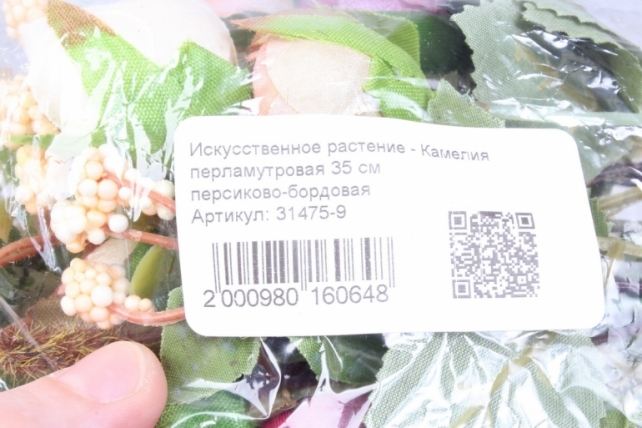 Искусственное растение - Камелия
перламутровая 35 см
персиково-бордовая
Артикул: 31475-9
2 000980 160648